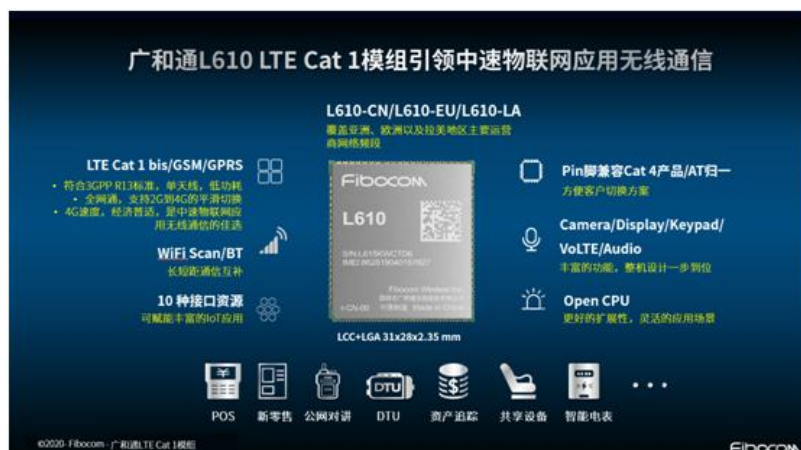 广和通L610 LTE Cat 1模组引领中速物联网应用无线通信
L610-CN/L610-EU/L610-LA
覆盖亚洲、欧洲以及拉美地区主要运营
商网络频段
LTE Cat 1 bis/GSM/GPRS
• 符合3GPP R13标准，单天线，低功耗
• 全网通，支持2G到4G的平滑切换
• 4G速度，经济普适，是中速物联网应
用无线通信的佳选
WiFi Scan/BT
长短距通信互补
10 种接口资源
可赋能丰富的IoT应用
Fibocom
L610
LCC+LGA 31x28x2.35 mm
Pin脚兼容Cat 4产品/AT归一
方便客户切换方案
Camera/Display/Keypad/
VoLTE/Audio
丰富的功能，整机设计一步到位
Open CPU
更好的扩展性，灵活的应用场景
DTU
POS 新零售 公网对讲 DTU 资产追踪 共享设备 智能电表
©2020- Fibocom - 广和通LTE Cat 1模组
Fibocom